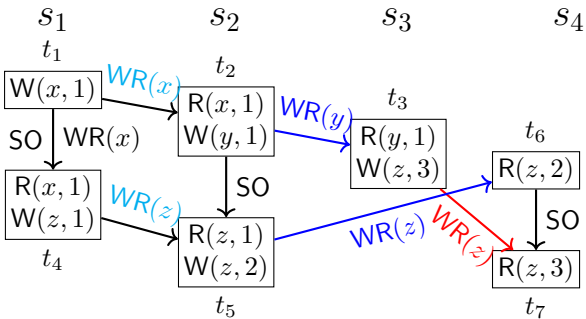 s₁ s₂ s₃ s₄
t₁
W(x, 1)
WR(x)
t₂
R(x, 1)
W(y, 1)
WR(y)
t₃
R(y, 1)
W(z, 3)
t₆
R(z, 2)
SO WR(x)
R(x, 1)
W(z, 1)
t₄
WR(z)
SO
R(z, 1)
W(z, 2)
t₅
WR(z)
WR(z)
SO
R(z, 3)
t₇